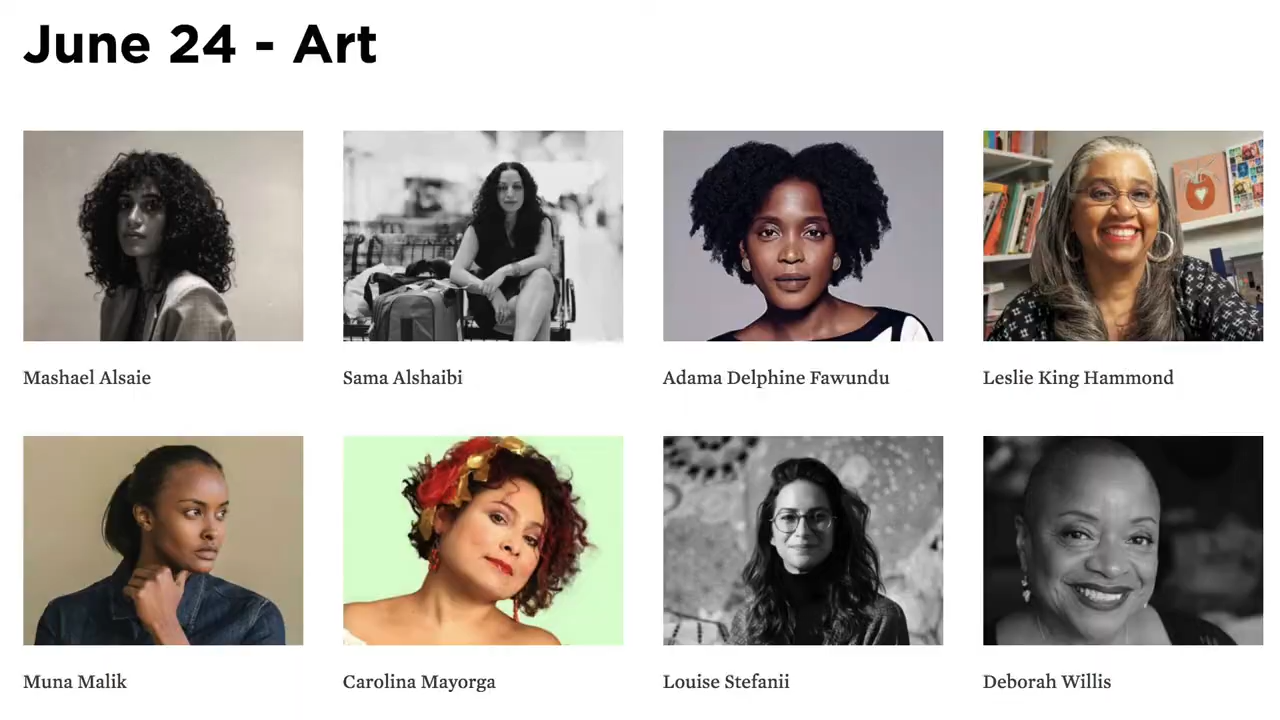 June 24 - Art
Mashael Alsaie
Sama Alshaibi
Adama Delphine Fawundu
Leslie King Hammond
Muna Malik
Carolina Mayorga
Louise Stefanii
Deborah Willis